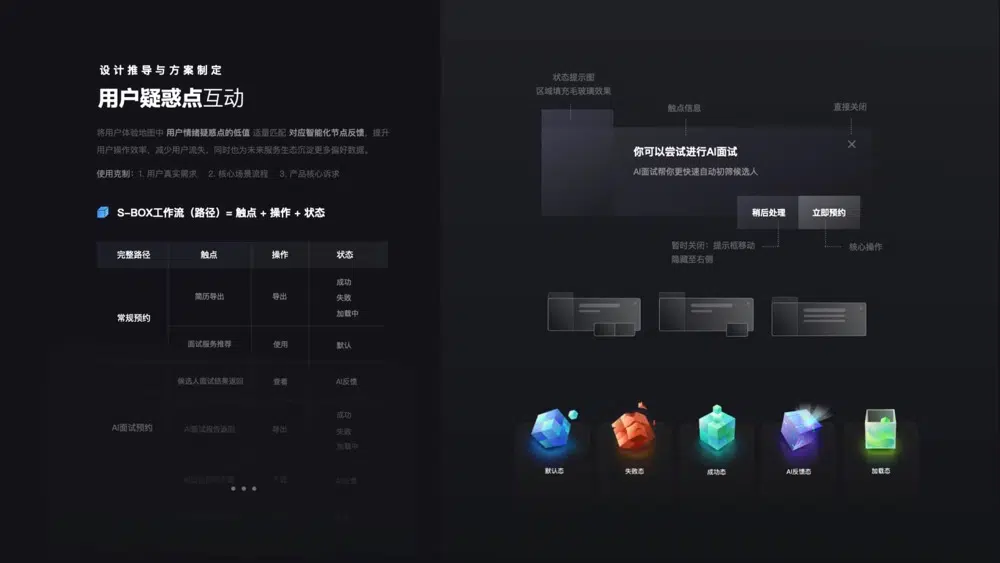 设计推导与方案制定
用户疑惑点互动
将用户体验地图中 用户情绪疑惑点的低值 适量匹配 对应智能化节点反馈，提升
用户操作效率，减少用户流失，同时也为未来服务生态沉淀更多偏好数据。
使用克制：1. 用户真实需求 2. 核心场景流程 3. 产品核心诉求
S-BOX工作流（路径）= 触点 + 操作 + 状态
完整路径 触点 操作 状态
常规预约
简历导出 导出
成功
失败
加载中
面试服务推荐 使用 默认
候选人面试结果返回 查看 AI反馈
AI面试预约
导出
成功
失败
加载中
AI反馈
状态提示图
区域填充毛玻璃效果
触点信息
直接关闭
你可以尝试进行AI面试
AI面试帮你更快速自动初筛候选人
稍后处理
立即预约
暂时关闭：提示框移动
隐藏至右侧
核心操作
默认态
失败态
成功态
AI反馈态
加载态